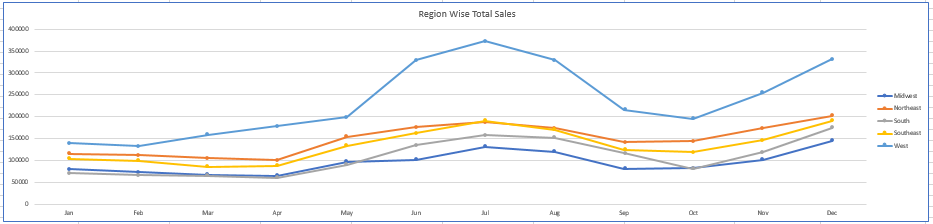 Region Wise Total Sales
400000
350000
300000
250000
200000
150000
100000
50000
0
Jan Feb Mar Apr May Jun Jul Aug Sep Oct Nov Dec
Midwest
Northeast
South
Southeast
West